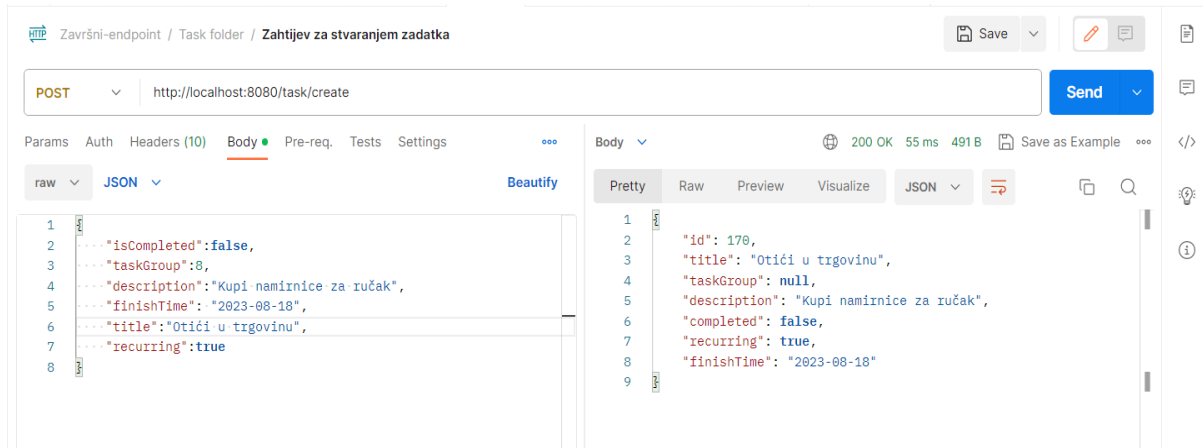 HTTP Završni-endpoint / Task folder / Zahtijev za stvaranjem zadatka Save
POST http://localhost:8080/task/create Send
Params Auth Headers (10) Body Pre-req. Tests Settings
raw JSON Beautify
1 {
2 "isCompleted":false,
3 "taskGroup":8,
4 "description":"Kupi namirnice za ručak",
5 "finishTime": "2023-08-18",
6 "title":"Otići u trgovinu",
7 "recurring":true
8 }
Body 200 OK 55 ms 491 B Save as Example
Pretty Raw Preview Visualize JSON
1 {
2 "id": 170,
3 "title": "Otići u trgovinu",
4 "taskGroup": null,
5 "description": "Kupi namirnice za ručak",
6 "completed": false,
7 "recurring": true,
8 "finishTime": "2023-08-18"
9 }